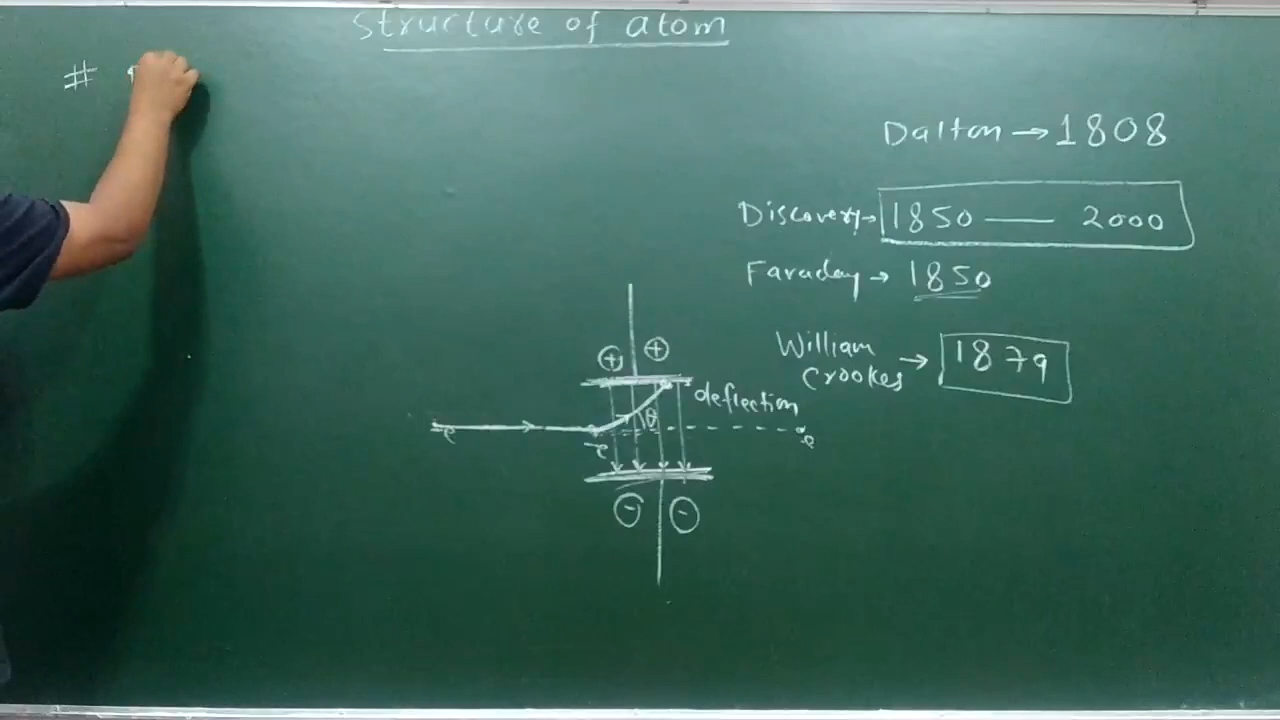 Structure of atom
#
Dalton → 1808
Discovery → 1850 — 2000
Faraday → 1850
William
Crookes → 1879
⊕ ⊕
deflection
θ
-e
-e
-e
⊖ ⊖